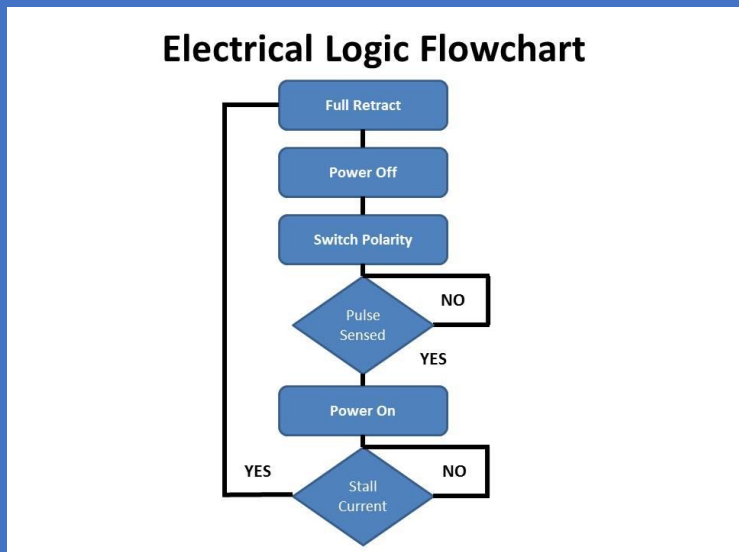 Electrical Logic Flowchart
Full Retract
Power Off
Switch Polarity
NO
Pulse
Sensed
YES
Power On
YES
NO
Stall
Current